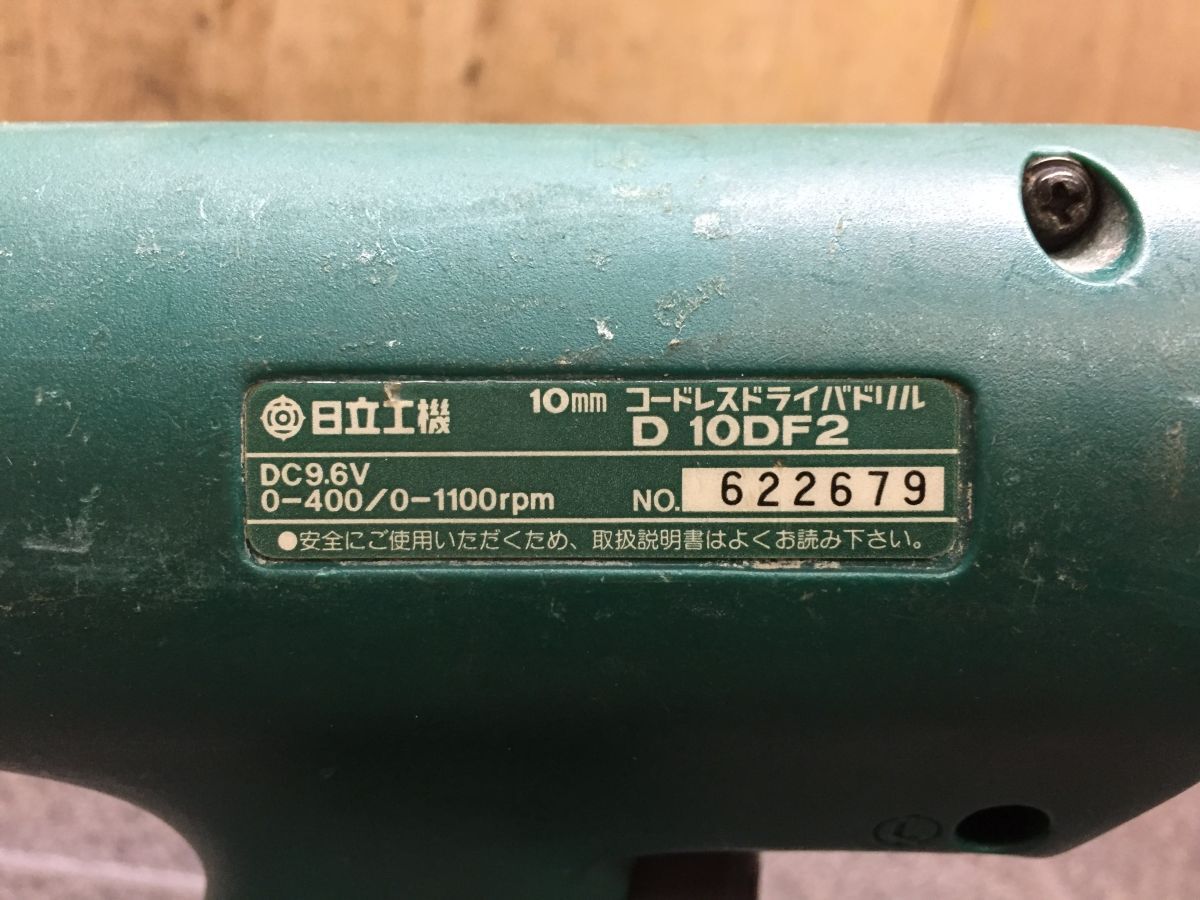 日立工機 10mm コードレスドライバドリル
D 10DF2
DC9.6V
0-400/0-1100rpm NO. 622679
●安全にご使用いただくため、取扱説明書はよくお読み下さい。